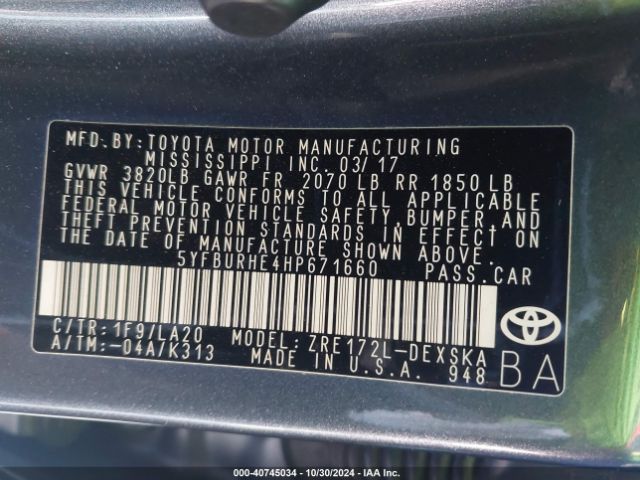 MFD.BY:TOYOTA MOTOR MANUFACTURING
MISSISSIPPI INC. 03/17
GVWR 3820LB GAWR FR 2070 LB RR 1850 LB
THIS VEHICLE CONFORMS TO ALL APPLICABLE
FEDERAL MOTOR VEHICLE SAFETY, BUMPER AND
THEFT PREVENTION STANDARDS IN EFFECT ON
THE DATE OF MANUFACTURE SHOWN ABOVE.
5YFBURHE4HP671660 PASS.CAR
C/TR:1F9/LA20 MODEL:ZRE172L-DEXSKA
A/TM:-04A/K313 MADE IN U.S.A. 948
BA
000-40745034 | 10/30/2024 | IAA Inc.